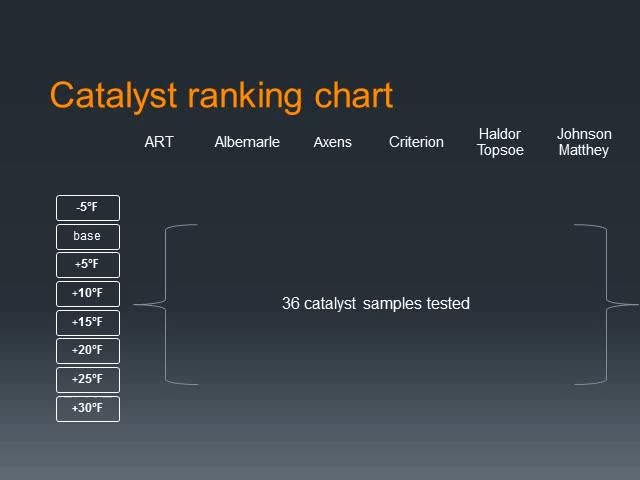 Catalyst ranking chart
ART Albemarle Axens Criterion Haldor Topsoe Johnson Matthey
-5°F
base
+5°F
+10°F
36 catalyst samples tested
+15°F
+20°F
+25°F
+30°F